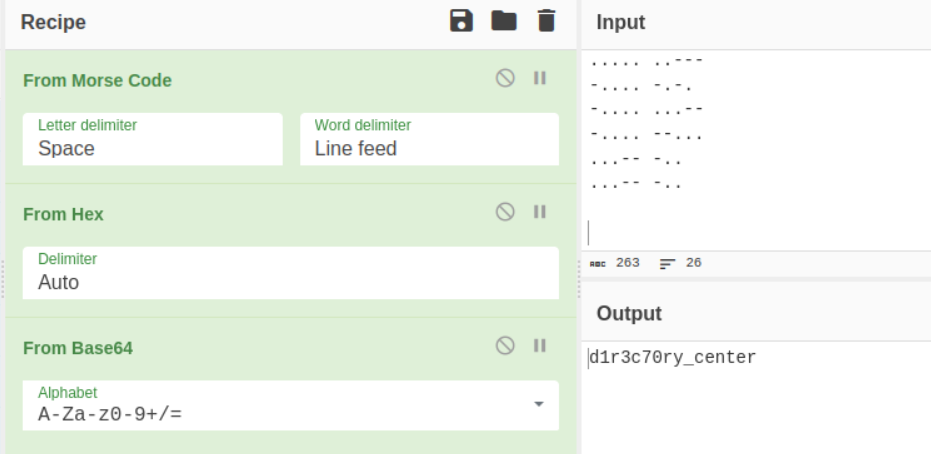 Recipe
From Morse Code
Letter delimiter
Space
Word delimiter
Line feed
From Hex
Delimiter
Auto
From Base64
Alphabet
A-Za-z0-9+/=
Input
..... ..---
-.... -.-.
-.... ...--
-.... --...
...-- -..
...-- -..
ABC 263 26
Output
d1r3c70ry_center